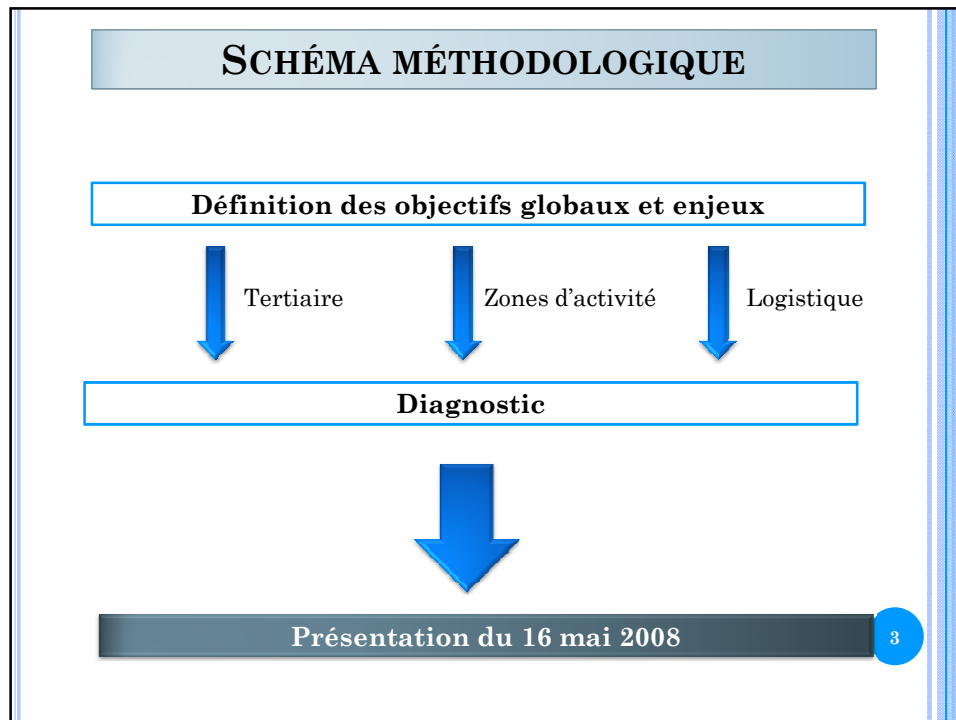 SCHÉMA MÉTHODOLOGIQUE
Définition des objectifs globaux et enjeux
Tertiaire Zones d'activité Logistique
Diagnostic
Présentation du 16 mai 2008
3